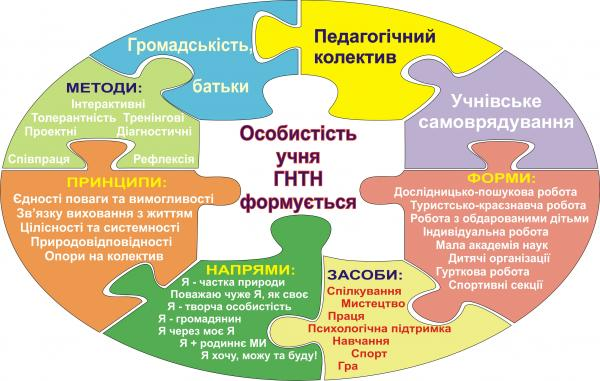 Громадськість,
батьки
Педагогічний
колектив
Учнівське
самоврядування
МЕТОДИ:
Інтерактивні
Толерантність Тренінгові
Проектні Діагностичні
Співпраця Рефлексія
Особистість
учня
ГНТН
формується
ПРИНЦИПИ:
Єдності поваги та вимогливості
Зв'язку виховання з життям
Цілісності та системності
Природовідповідності
Опори на колектив
ФОРМИ:
Дослідницько-пошукова робота
Туристсько-краєзнавча робота
Робота з обдарованими дітьми
Індивідуальна робота
Мала академія наук
Дитячі організації
Гурткова робота
Спортивні секції
НАПРЯМИ:
Я - частка природи
Поважаю чуже Я, як своє
Я - творча особистість
Я - громадянин
Я через моє Я
Я + родиннє МИ
Я хочу, можу та буду!
ЗАСОБИ:
Спілкування
Мистецтво
Праця
Психологічна підтримка
Навчання
Спорт
Гра